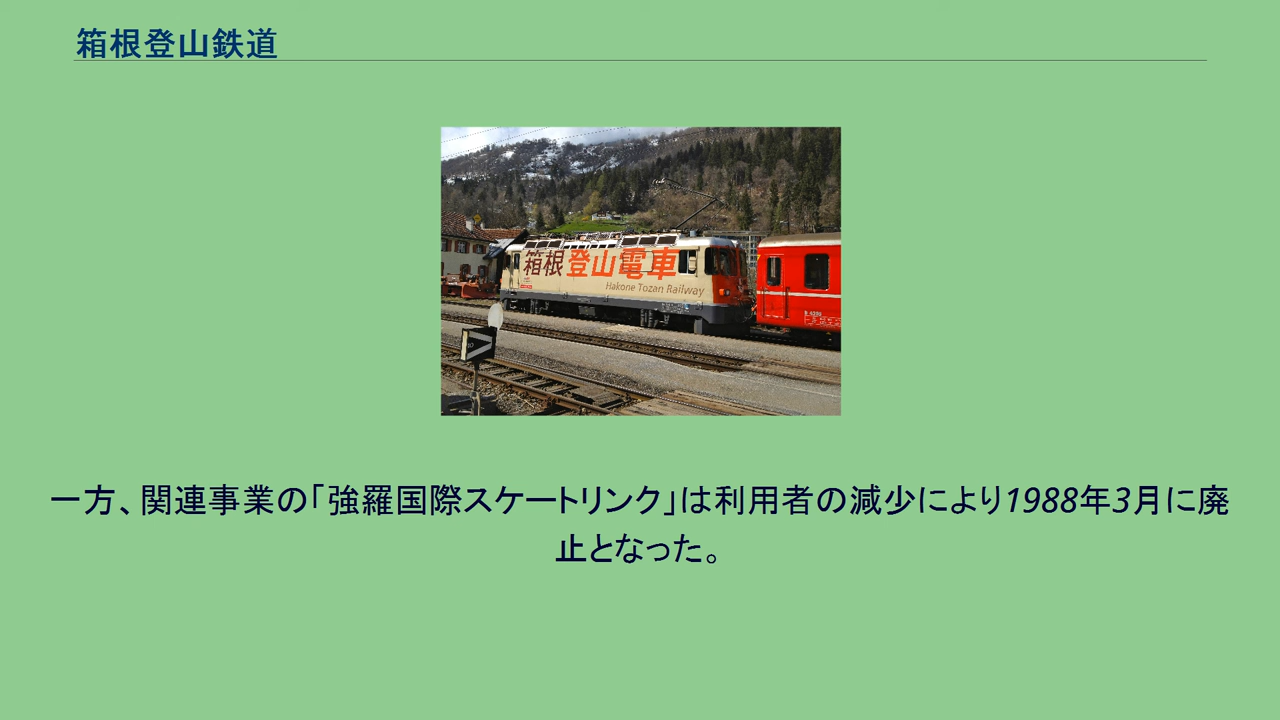 箱根登山鉄道
箱根登山電車
Hakone Tozan Railway
一方、関連事業の「強羅国際スケートリンク」は利用者の減少により1988年3月に廃
止となった。